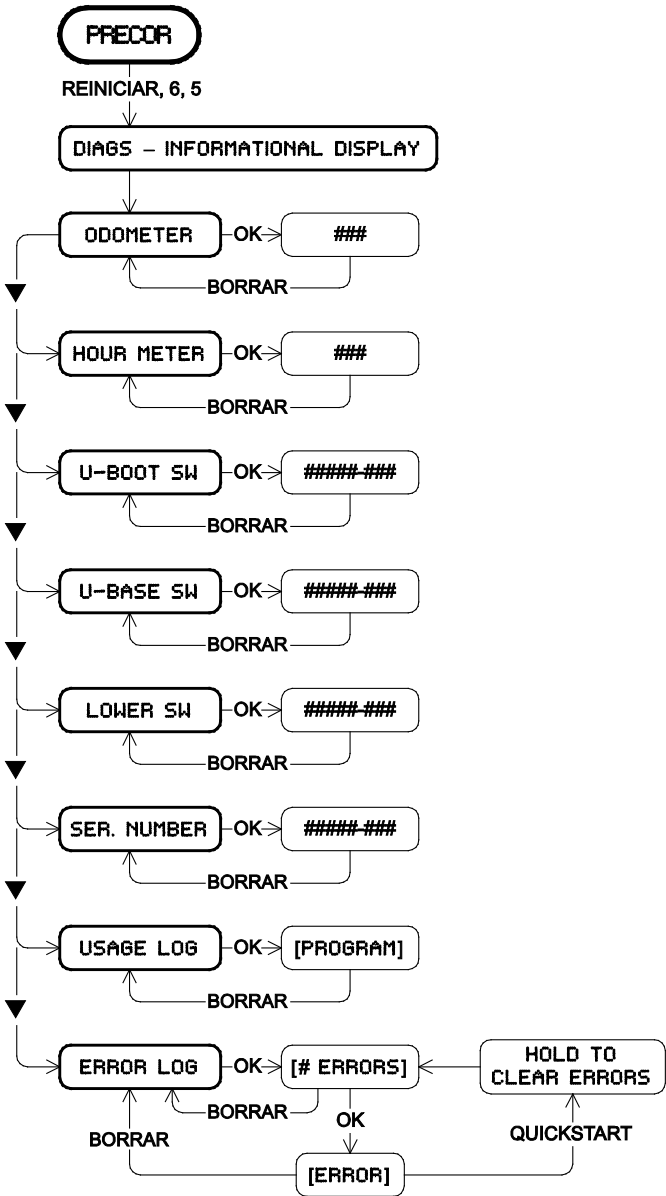 PRECOR
REINICIAR, 6, 5
DIAGS – INFORMATIONAL DISPLAY
ODOMETER
OK
###
BORRAR
HOUR METER
OK
###
BORRAR
U-BOOT SW
OK
#####-###
BORRAR
U-BASE SW
OK
#####-###
BORRAR
LOWER SW
OK
#####-###
BORRAR
SER. NUMBER
OK
#####-###
BORRAR
USAGE LOG
OK
[PROGRAM]
BORRAR
ERROR LOG
OK
[# ERRORS]
HOLD TO
CLEAR ERRORS
BORRAR
OK
BORRAR
QUICKSTART
[ERROR]